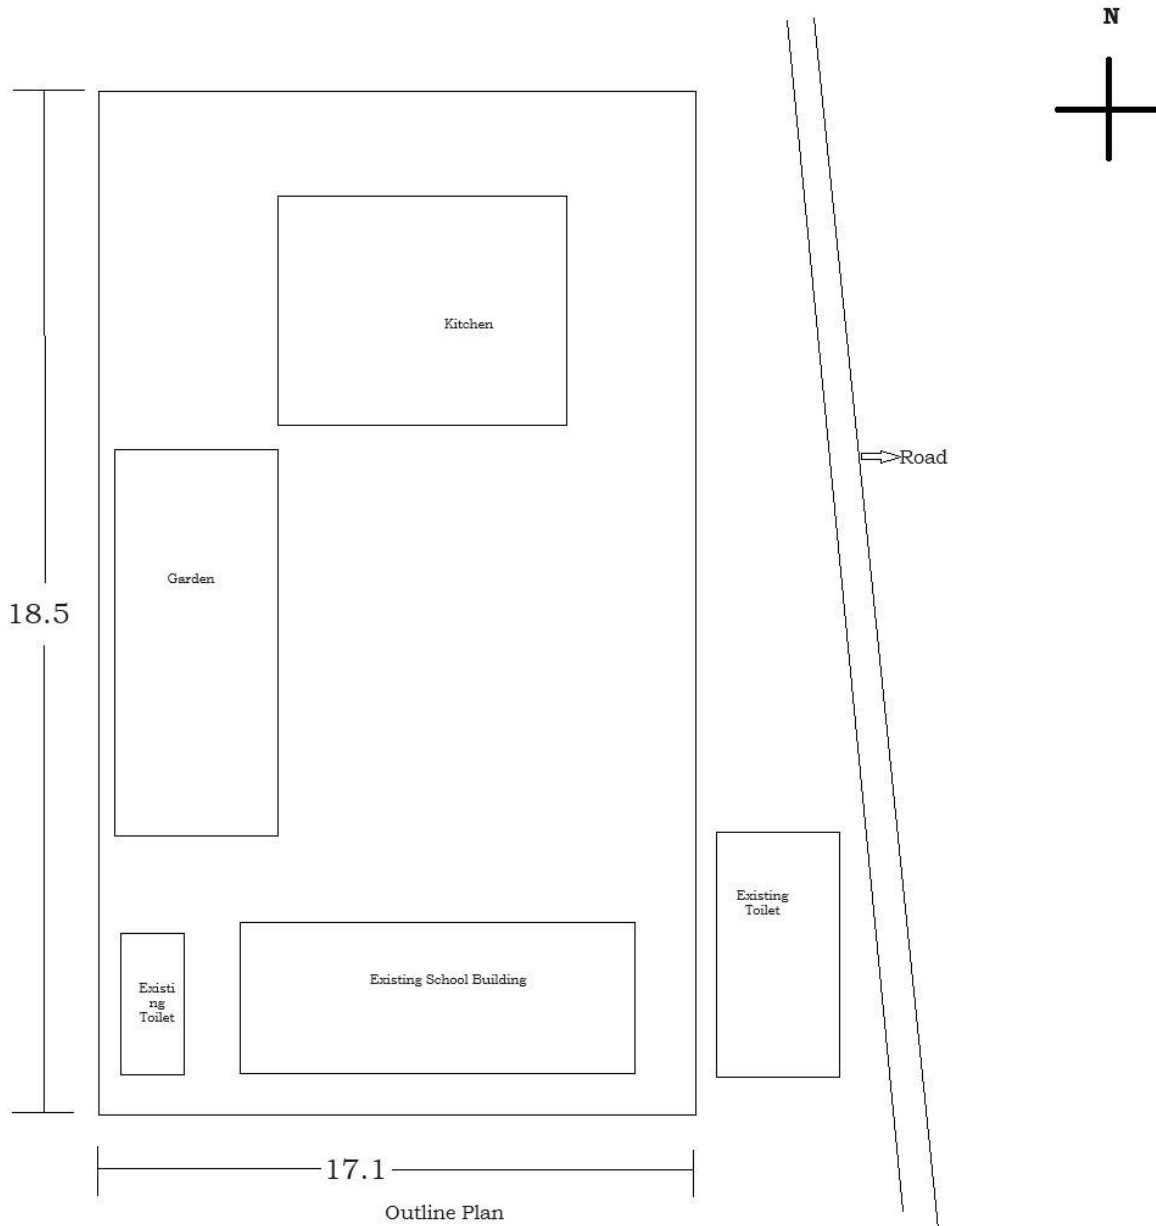 N
Kitchen
Road
Garden
18.5
Existing
Toilet
Existing School Building
Existi
ng
Toilet
17.1
Outline Plan